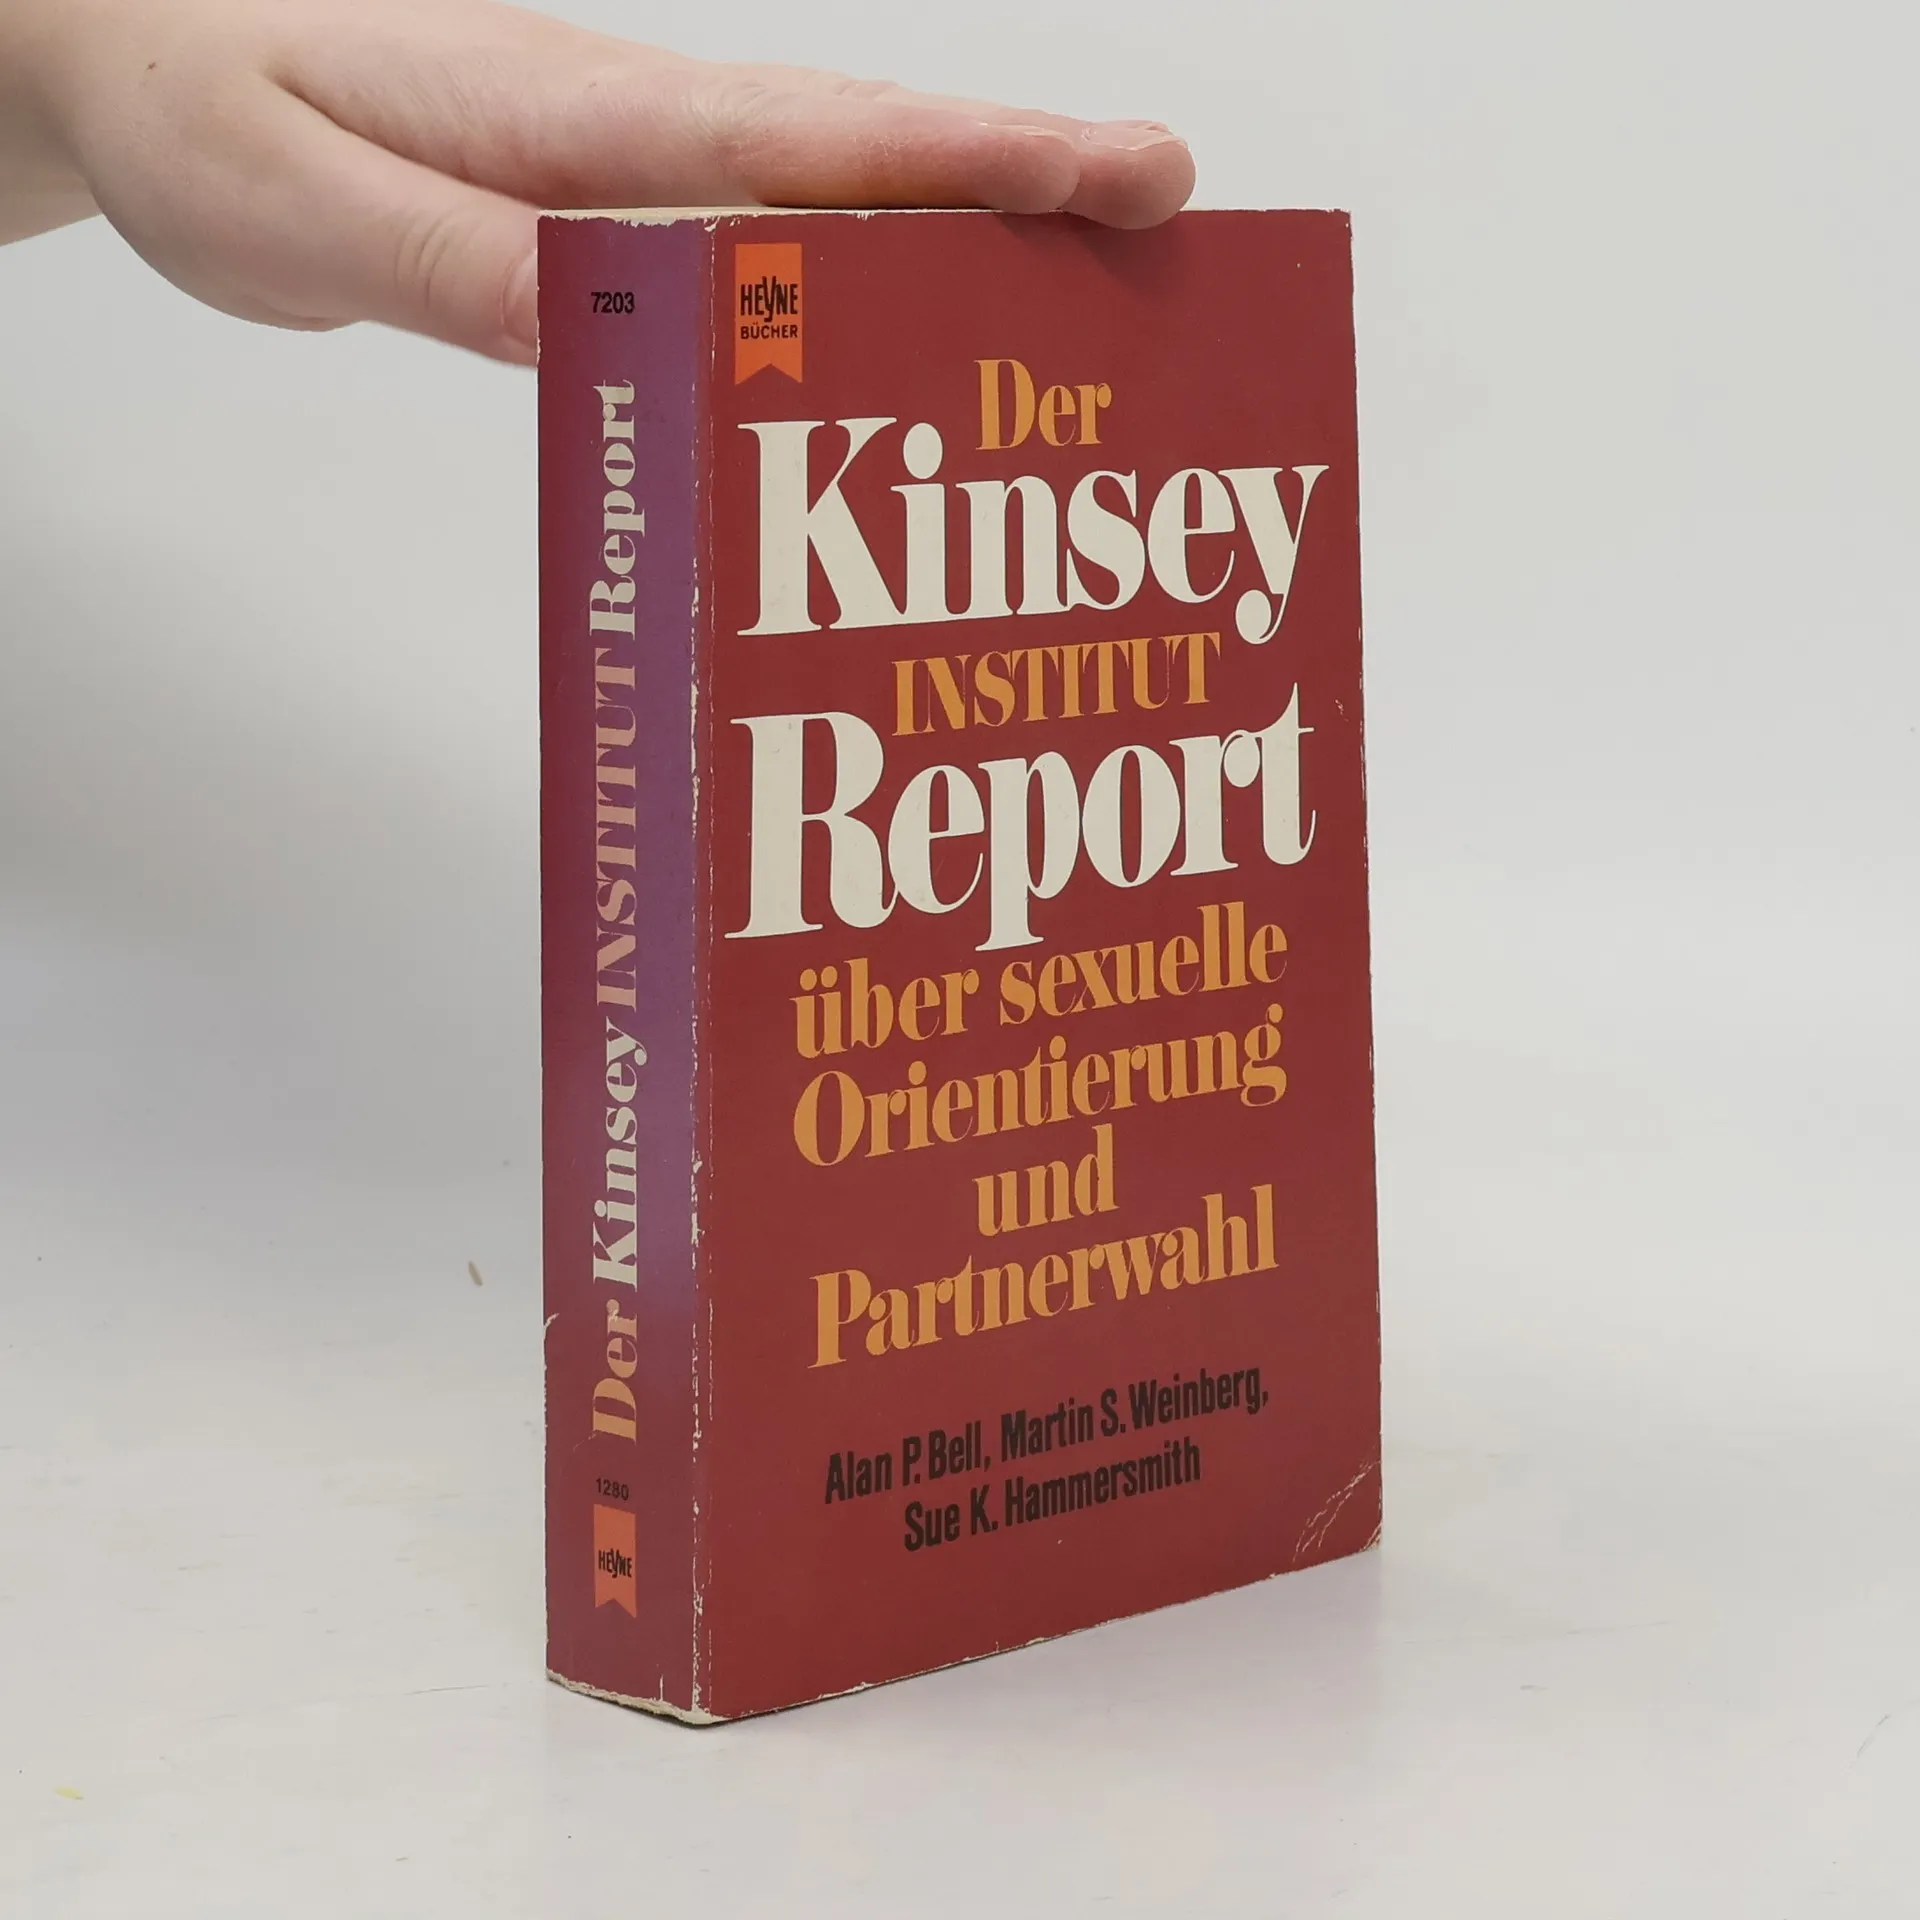 7203
Der Kinsey INSTITUT Report
1280
HEYNE
HEYNE
BÜCHER
Der
Kinsey
INSTITUT
Report
über sexuelle
Orientierung
und
Partnerwahl
Alan P. Bell, Martin S. Weinberg,
Sue K. Hammersmith